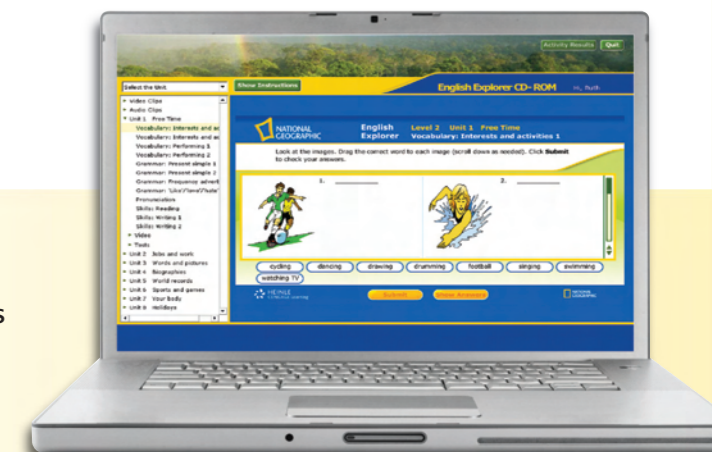 Activity Results Quit
Select the Unit
Show Instructions
English Explorer CD-ROM
Hi, Ruth
Video Clips
Audio Clips
Unit 1 Free Time
Vocabulary: Interests and ac
Vocabulary: Interests and ac
Vocabulary: Performing 1
Vocabulary: Performing 2
Grammar: Present simple 1
Grammar: Present simple 2
Grammar: Frequency advert
Grammar: 'Like'/'love'/'hate'
Pronunciation
Skills: Reading
Skills: Writing 1
Skills: Writing 2
Video
Tests
Unit 2 Jobs and work
Unit 3 Words and pictures
Unit 4 Biographies
Unit 5 World records
Unit 6 Sports and games
Unit 7 Your body
Unit 8 Holidays
NATIONAL
GEOGRAPHIC
English
Explorer
Level 2 Unit 1 Free Time
Vocabulary: Interests and activities 1
Look at the images. Drag the correct word to each image (scroll down as needed). Click Submit
to check your answers.
1.
2.
cycling dancing drawing drumming football singing swimming
watching TV
HEINLE
CENGAGE Learning
Submit Show Answers
NATIONAL
GEOGRAPHIC
s